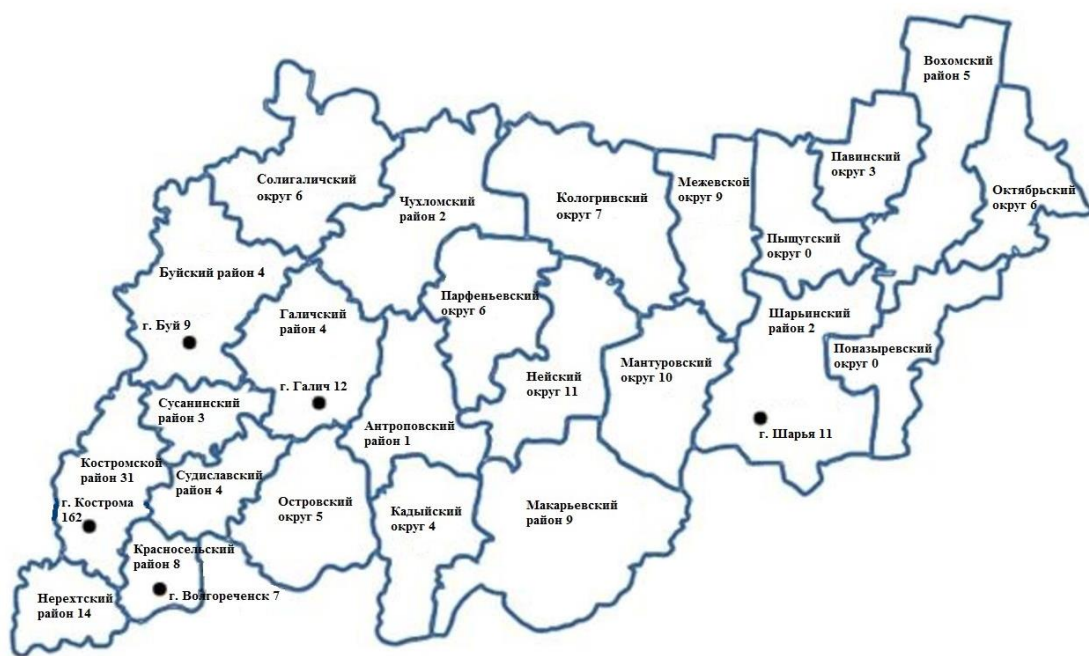 Вохомский
район 5
Павинский
округ 3
Октябрьский
округ 6
Солигаличский
округ 6
Чухломский
район 2
Кологривский
округ 7
Межевской
округ 9
Пыщугский
округ 0
Буйский район 4
г. Буй 9
Галичский
район 4
г. Галич 12
Парфеньевский
округ 6
Шарьинский
район 2
Поназыревский
округ 0
г. Шарья 11
Нейский
округ 11
Мантуровский
округ 10
Сусанинский
район 3
Антроповский
район 1
Костромской
район 31
г. Кострома
162
Судиславский
район 4
Островский
округ 5
Кадыйский
округ 4
Макарьевский
район 9
Красносельский
район 8
г. Волгореченск 7
Нерехтский
район 14